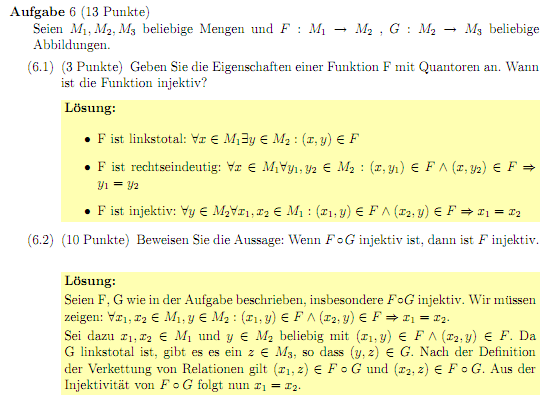 Aufgabe 6 (13 Punkte)
Seien M₁, M₂, M₃ beliebige Mengen und F : M₁ → M₂ , G : M₂ → M₃ beliebige
Abbildungen.
(6.1) (3 Punkte) Geben Sie die Eigenschaften einer Funktion F mit Quantoren an. Wann
ist die Funktion injektiv?
Lösung:
• F ist linkstotal: ∀x ∈ M₁∃y ∈ M₂ : (x, y) ∈ F
• F ist rechtseindeutig: ∀x ∈ M₁∀y₁, y₂ ∈ M₂ : (x, y₁) ∈ F ∧ (x, y₂) ∈ F ⇒
y₁ = y₂
• F ist injektiv: ∀y ∈ M₂∀x₁, x₂ ∈ M₁ : (x₁, y) ∈ F ∧ (x₂, y) ∈ F ⇒ x₁ = x₂
(6.2) (10 Punkte) Beweisen Sie die Aussage: Wenn F ∘ G injektiv ist, dann ist F injektiv.
Lösung:
Seien F, G wie in der Aufgabe beschrieben, insbesondere F∘G injektiv. Wir müssen
zeigen: ∀x₁, x₂ ∈ M₁, y ∈ M₂ : (x₁, y) ∈ F ∧ (x₂, y) ∈ F ⇒ x₁ = x₂.
Sei dazu x₁, x₂ ∈ M₁ und y ∈ M₂ beliebig mit (x₁, y) ∈ F ∧ (x₂, y) ∈ F. Da
G linkstotal ist, gibt es es ein z ∈ M₃, so dass (y, z) ∈ G. Nach der Definition
der Verkettung von Relationen gilt (x₁, z) ∈ F ∘ G und (x₂, z) ∈ F ∘ G. Aus der
Injektivität von F ∘ G folgt nun x₁ = x₂.